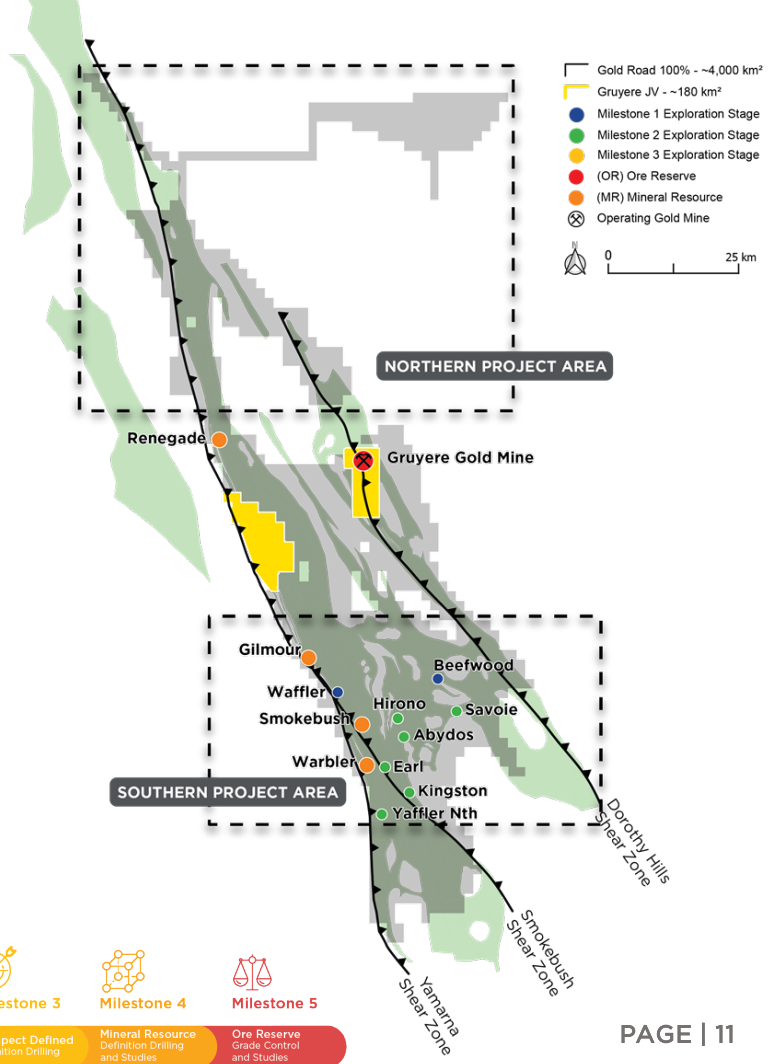 Gold Road 100% - ~4,000 km²
Gruyere JV - ~180 km²
Milestone 1 Exploration Stage
Milestone 2 Exploration Stage
Milestone 3 Exploration Stage
(OR) Ore Reserve
(MR) Mineral Resource
Operating Gold Mine
N
0
25 km
NORTHERN PROJECT AREA
Renegade
Gruyere Gold Mine
Gilmour
Beefwood
Waffler
Hirono
Savoie
Smokebush
Abydos
Warbler
Earl
SOUTHERN PROJECT AREA
Kingston
Yaffler Nth
Dorothy Hills
Shear Zone
Smokebush
Shear Zone
Yamarna
Shear Zone
estone 3
Milestone 4
Milestone 5
pect Defined
nition Drilling
Mineral Resource
Definition Drilling
and Studies
Ore Reserve
Grade Control
and Studies
PAGE | 11